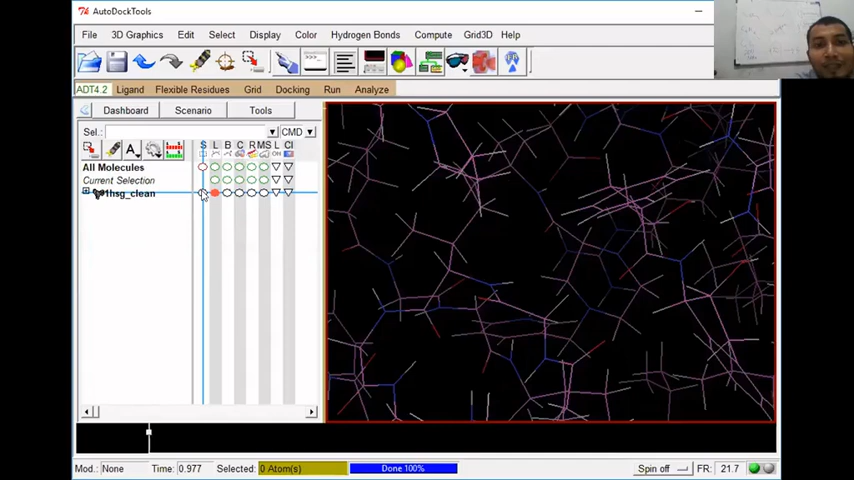 AutoDockTools
File 3D Graphics Edit Select Display Color Hydrogen Bonds Compute Grid3D Help
ADT4.2 Ligand Flexible Residues Grid Docking Run Analyze
Dashboard Scenario Tools
Sel.: CMD
S L B C R MS L Cl
All Molecules
Current Selection
1hsg_clean
Mod.: None Time: 0.977 Selected: 0 Atom(s) Done 100% Spin off FR: 21.7